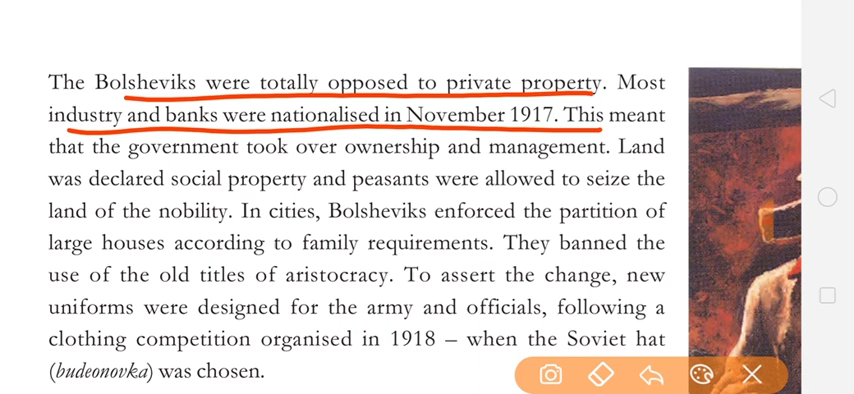 The Bolsheviks were totally opposed to private property. Most
industry and banks were nationalised in November 1917. This meant
that the government took over ownership and management. Land
was declared social property and peasants were allowed to seize the
land of the nobility. In cities, Bolsheviks enforced the partition of
large houses according to family requirements. They banned the
use of the old titles of aristocracy. To assert the change, new
uniforms were designed for the army and officials, following a
clothing competition organised in 1918 – when the Soviet hat
(budeonovka) was chosen.